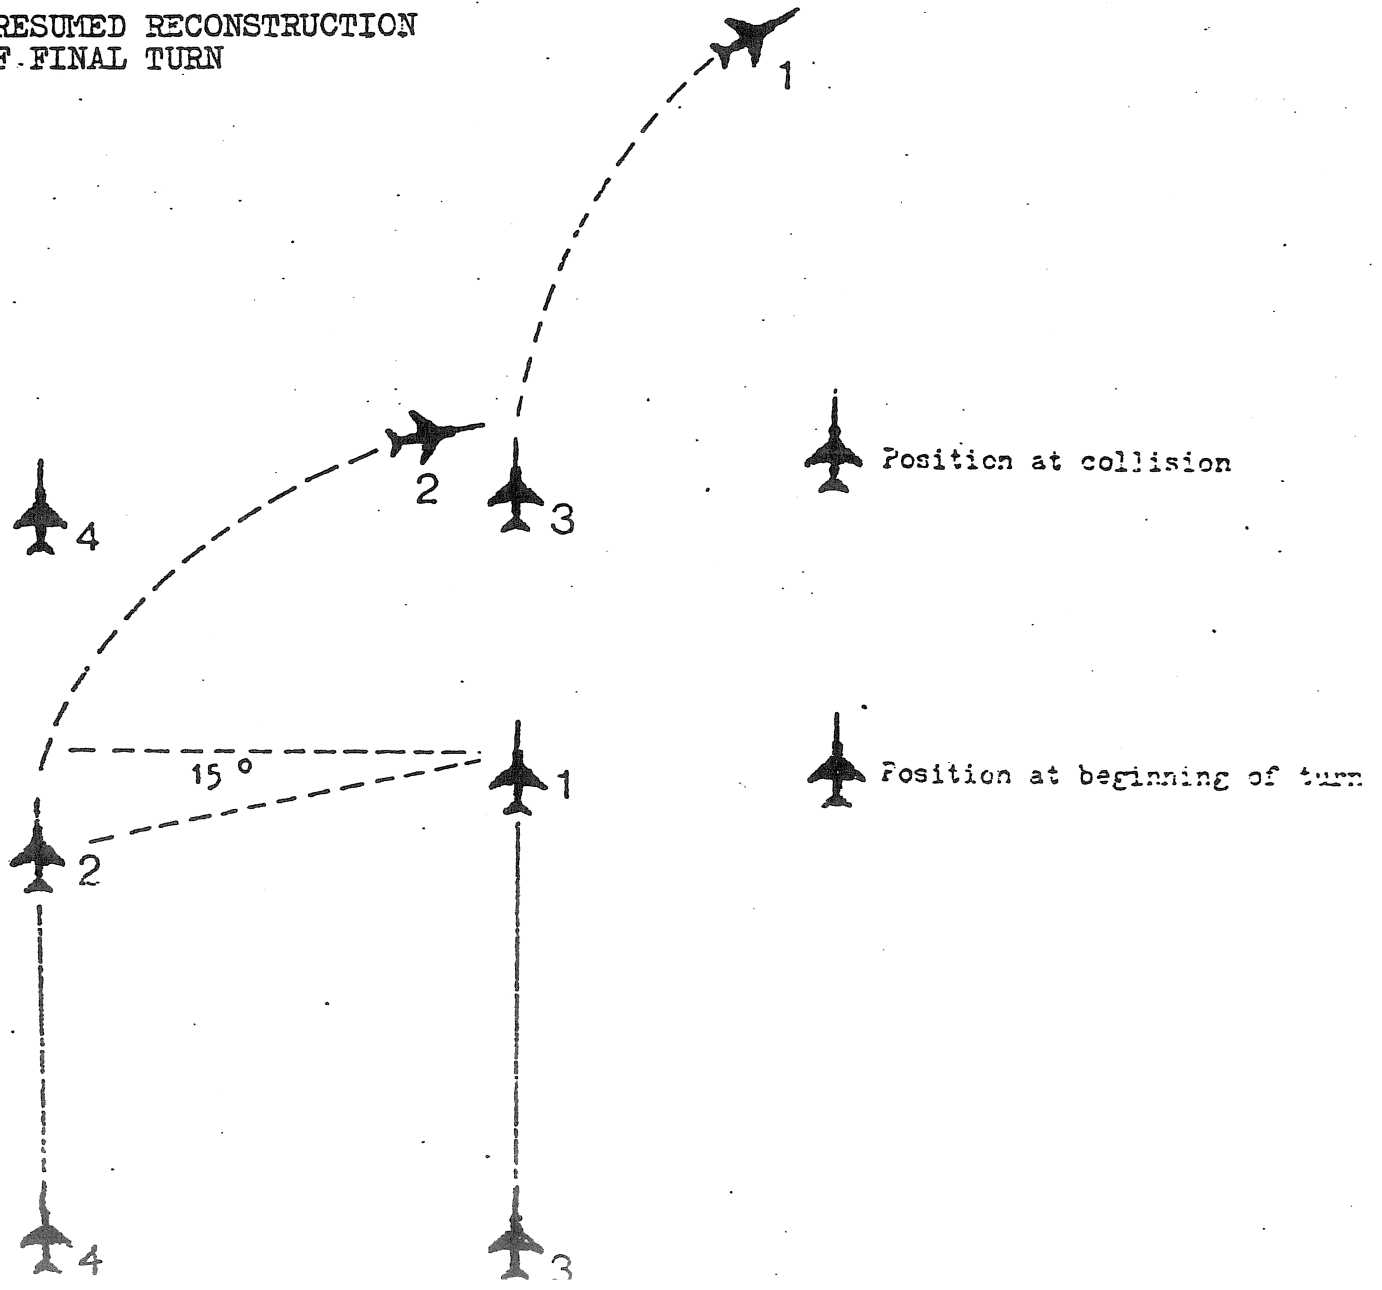 RESUMED RECONSTRUCTION
F FINAL TURN
1
2
3
4
Position at collision
15°
1
Position at beginning of turn
2
4
3